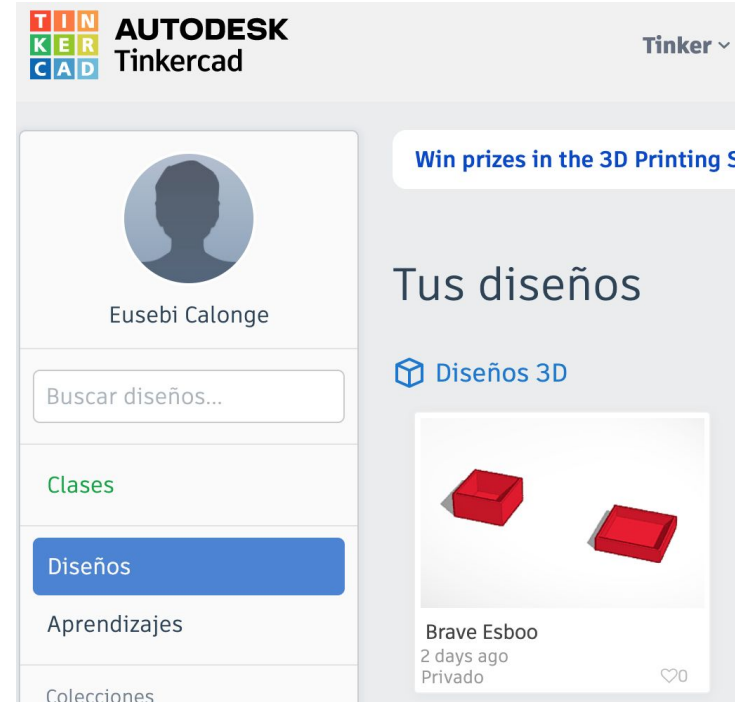 TIN
KER
CAD
AUTODESK
Tinkercad
Tinker
Eusebi Calonge
Buscar diseños...
Clases
Diseños
Aprendizajes
Colecciones
Win prizes in the 3D Printing S
Tus diseños
Diseños 3D
Brave Esboo
2 days ago
Privado
0